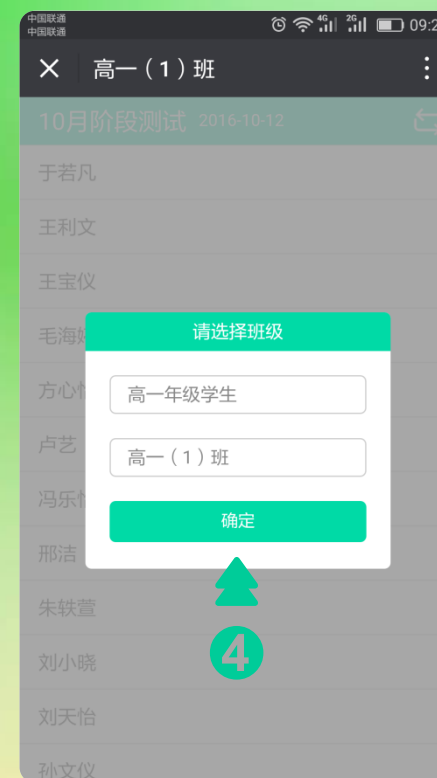 中国联通
中国联通
4G 2G 09:2
高一（1）班
10月阶段测试 2016-10-12
于若凡
王利文
王宝仪
毛海
请选择班级
方心
高一年级学生
卢艺
高一（1）班
冯乐
确定
邢洁
朱轶萱
4
刘小晓
刘天怡
孙文仪